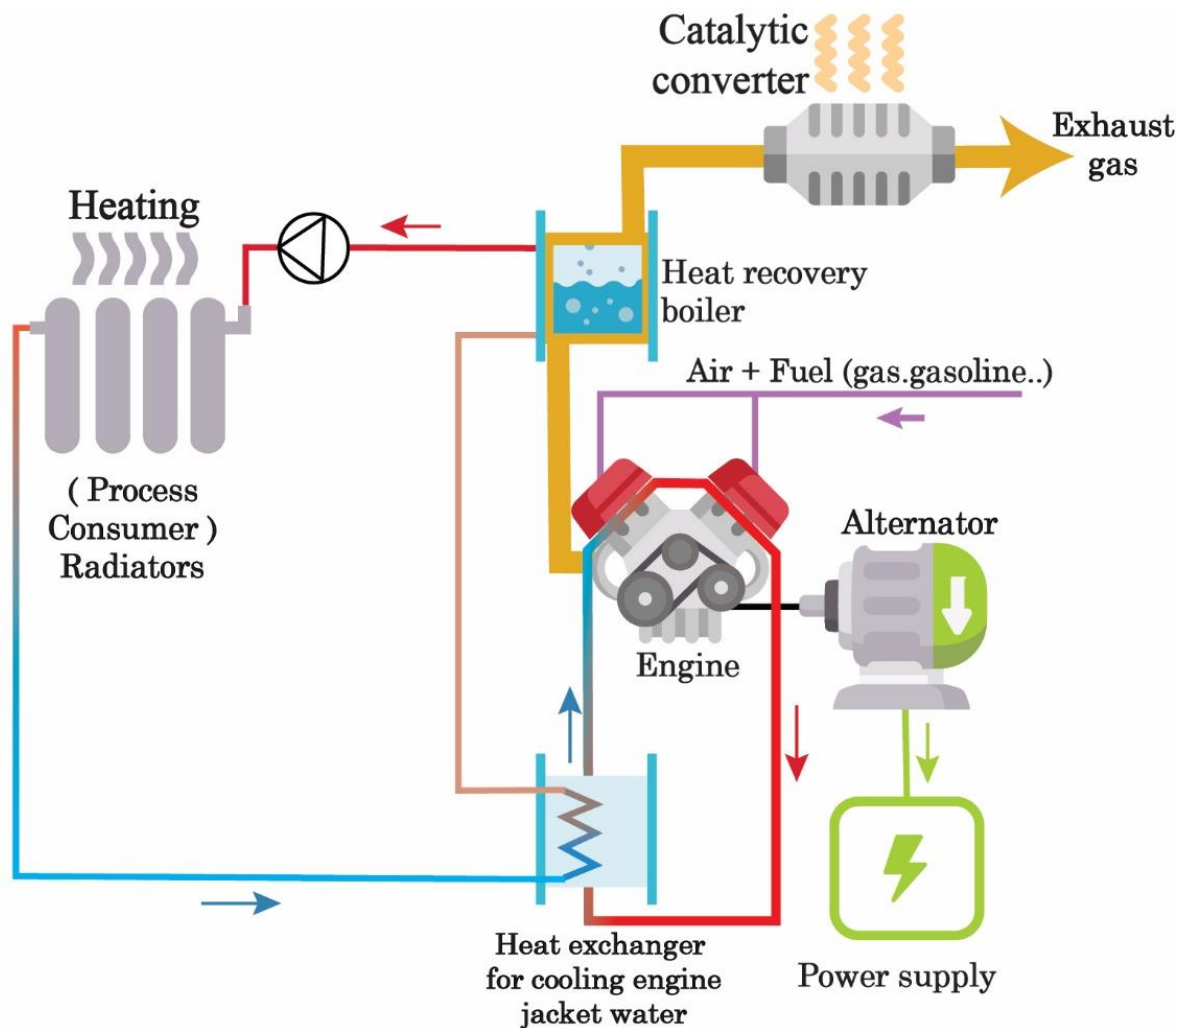 Catalytic
converter
Exhaust
gas
Heating
Heat recovery
boiler
Air + Fuel (gas.gasoline..)
( Process
Consumer )
Radiators
Alternator
Engine
Heat exchanger
for cooling engine
jacket water
Power supply